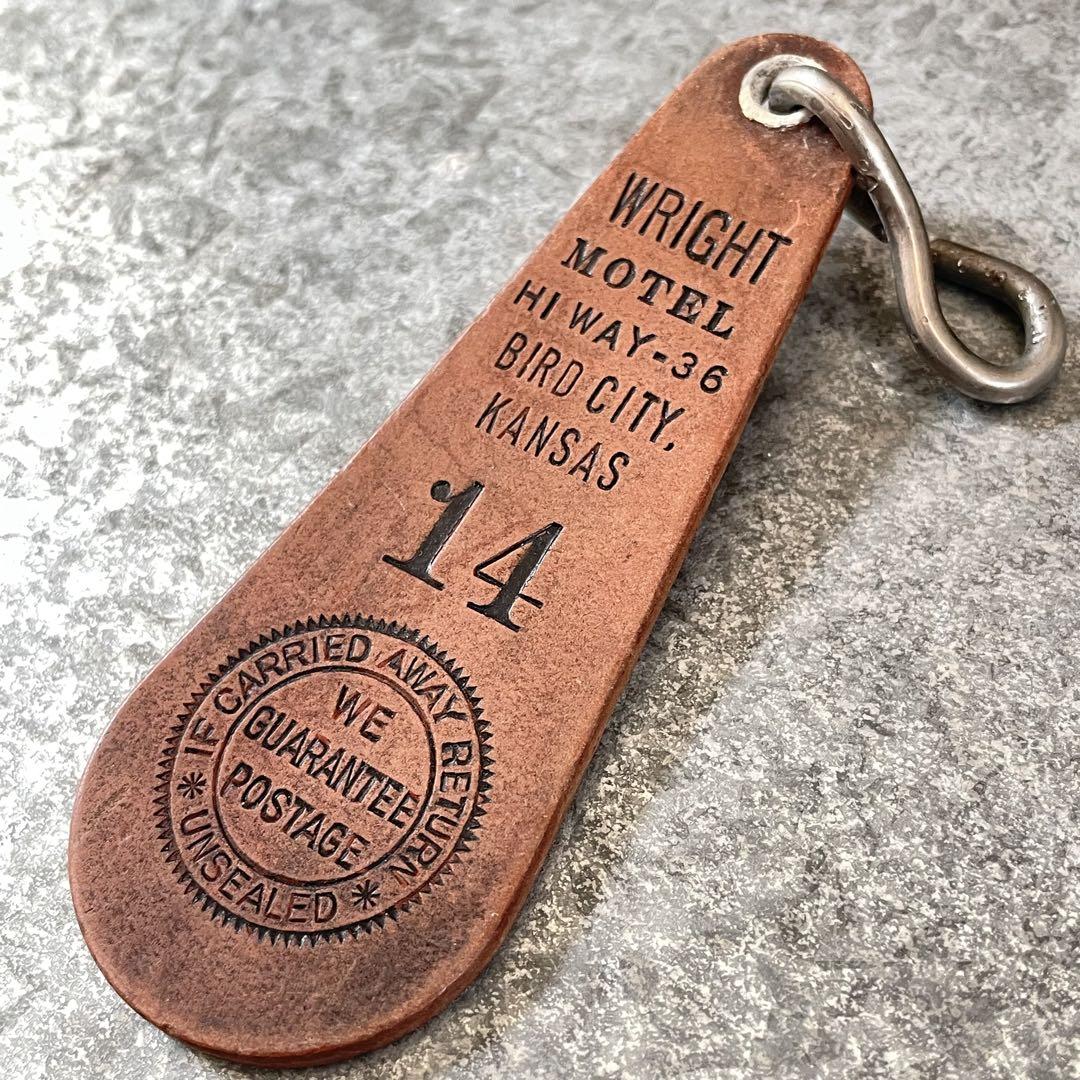 WRIGHT
MOTEL
HI WAY-36
BIRD CITY,
KANSAS
14
IF CARRIED AWAY RETURN
* UNSEALED *
WE
GUARANTEE
POSTAGE